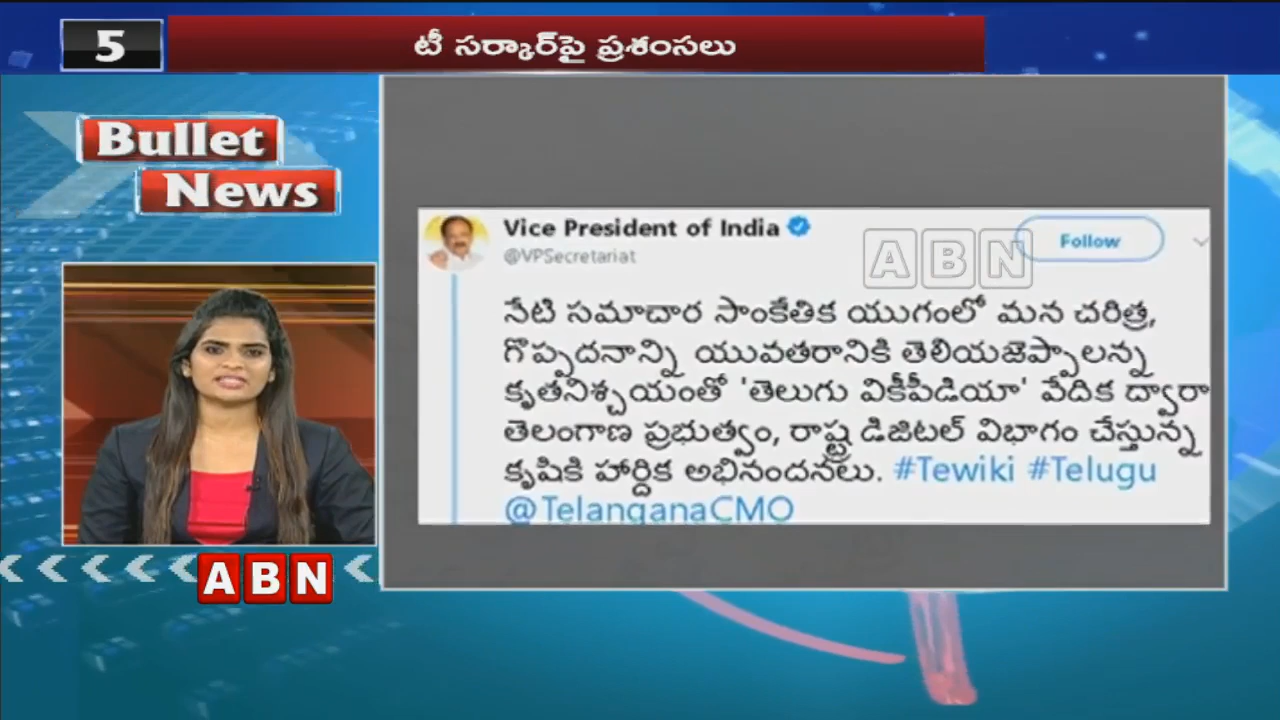 5
టీ సర్కార్‌పై ప్రశంసలు
Bullet
News
Vice President of India
@VPSecretariat
Follow
ABN
నేటి సమాచార సాంకేతిక యుగంలో మన చరిత్ర,
గొప్పదనాన్ని యువతరానికి తెలియజెప్పాలన్న
కృతనిశ్చయంతో 'తెలుగు వికీపీడియా' వేదిక ద్వారా
తెలంగాణ ప్రభుత్వం, రాష్ట్ర డిజిటల్ విభాగం చేస్తున్న
కృషికి హార్దిక అభినందనలు. #Tewiki #Telugu
@TelanganaCMO
ABN